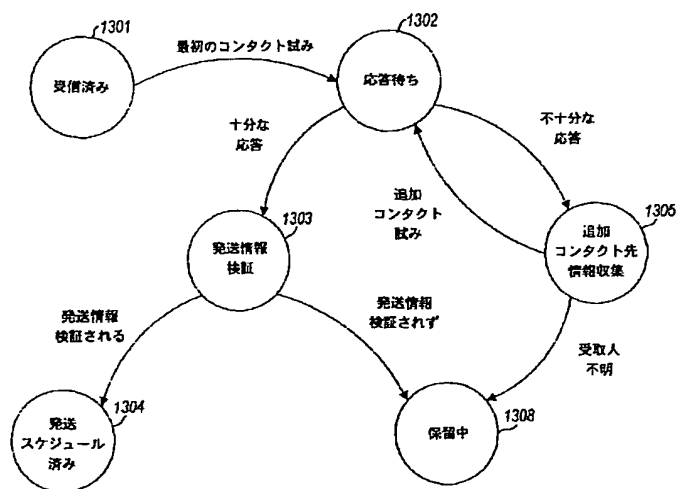 1301
受信済み
最初のコンタクト試み
1302
応答待ち
十分な
応答
不十分な
応答
追加
コンタクト
試み
1303
発送情報
検証
1305
追加
コンタクト先
情報収集
発送情報
検証される
発送情報
検証されず
受取人
不明
1304
発送
スケジュール
済み
1308
保留中